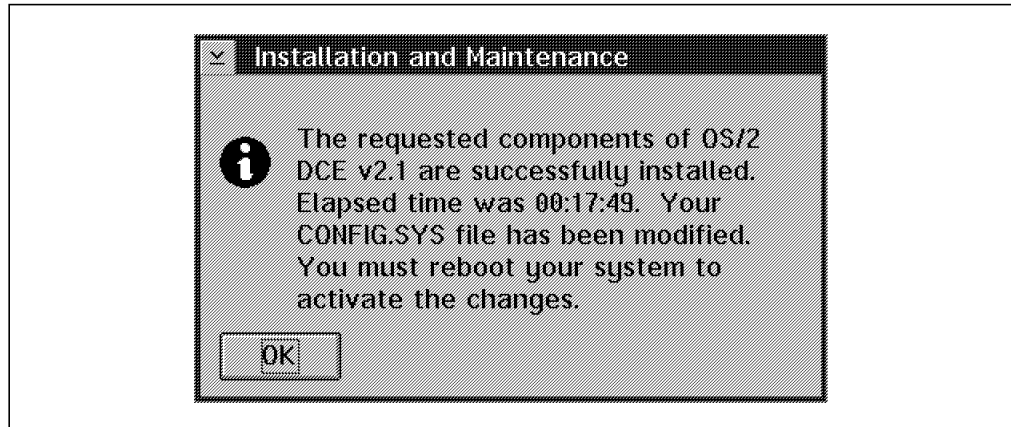 Installation and Maintenance
The requested components of OS/2
DCE v2.1 are successfully installed.
Elapsed time was 00:17:49. Your
CONFIG.SYS file has been modified.
You must reboot your system to
activate the changes.
OK